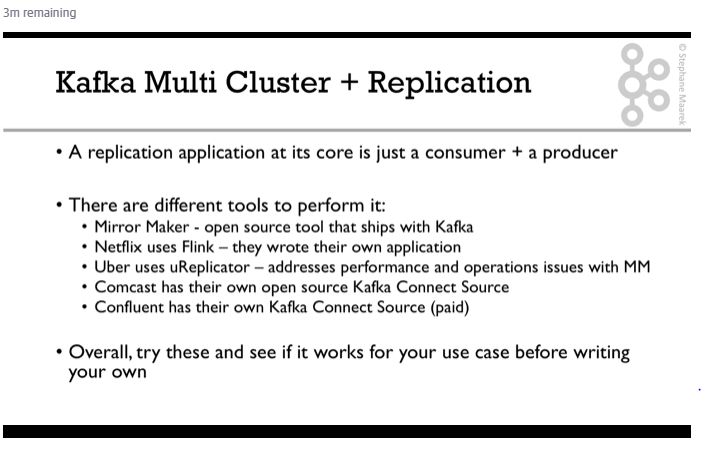 3m remaining
Kafka Multi Cluster + Replication
© Stephane Maarek
• A replication application at its core is just a consumer + a producer
• There are different tools to perform it:
• Mirror Maker - open source tool that ships with Kafka
• Netflix uses Flink – they wrote their own application
• Uber uses uReplicator – addresses performance and operations issues with MM
• Comcast has their own open source Kafka Connect Source
• Confluent has their own Kafka Connect Source (paid)
• Overall, try these and see if it works for your use case before writing
your own